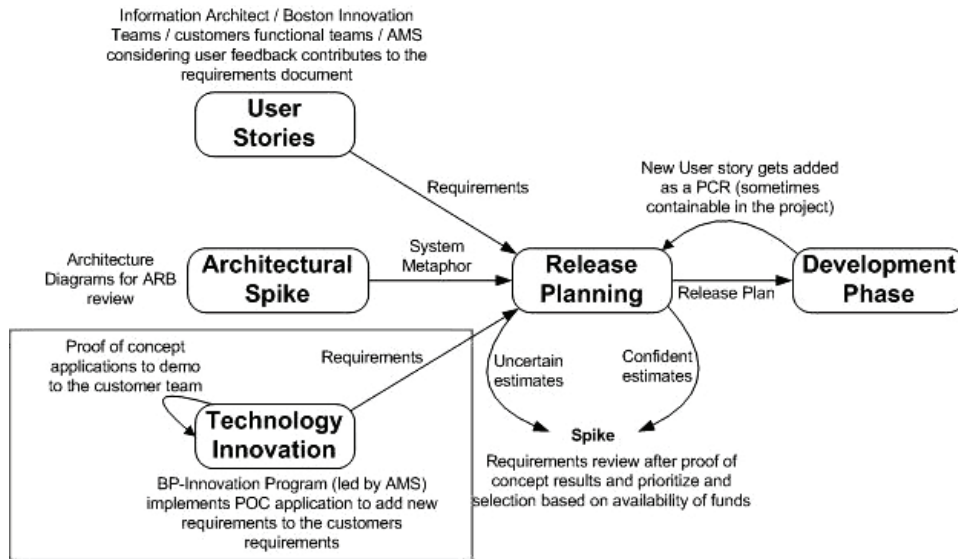 Information Architect / Boston Innovation
Teams / customers functional teams / AMS
considering user feedback contributes to the
requirements document
User
Stories
Requirements
New User story gets added
as a PCR (sometimes
containable in the project)
Architecture
Diagrams for ARB
review
Architectural
Spike
System
Metaphor
Release
Planning
Release Plan
Development
Phase
Proof of concept
applications to demo
to the customer team
Requirements
Uncertain
estimates
Confident
estimates
Technology
Innovation
Spike
Requirements review after proof of
concept results and prioritize and
selection based on availability of funds
BP-Innovation Program (led by AMS)
implements POC application to add new
requirements to the customers
requirements